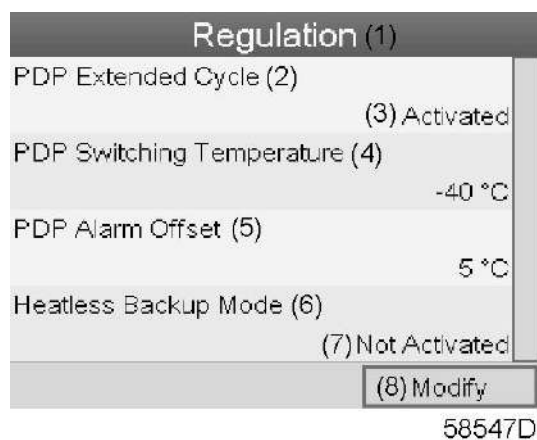 Regulation (1)
PDP Extended Cycle (2)
(3) Activated
PDP Switching Temperature (4)
-40 °C
PDP Alarm Offset (5)
5 °C
Heatless Backup Mode (6)
(7) Not Activated
(8) Modify
58547D